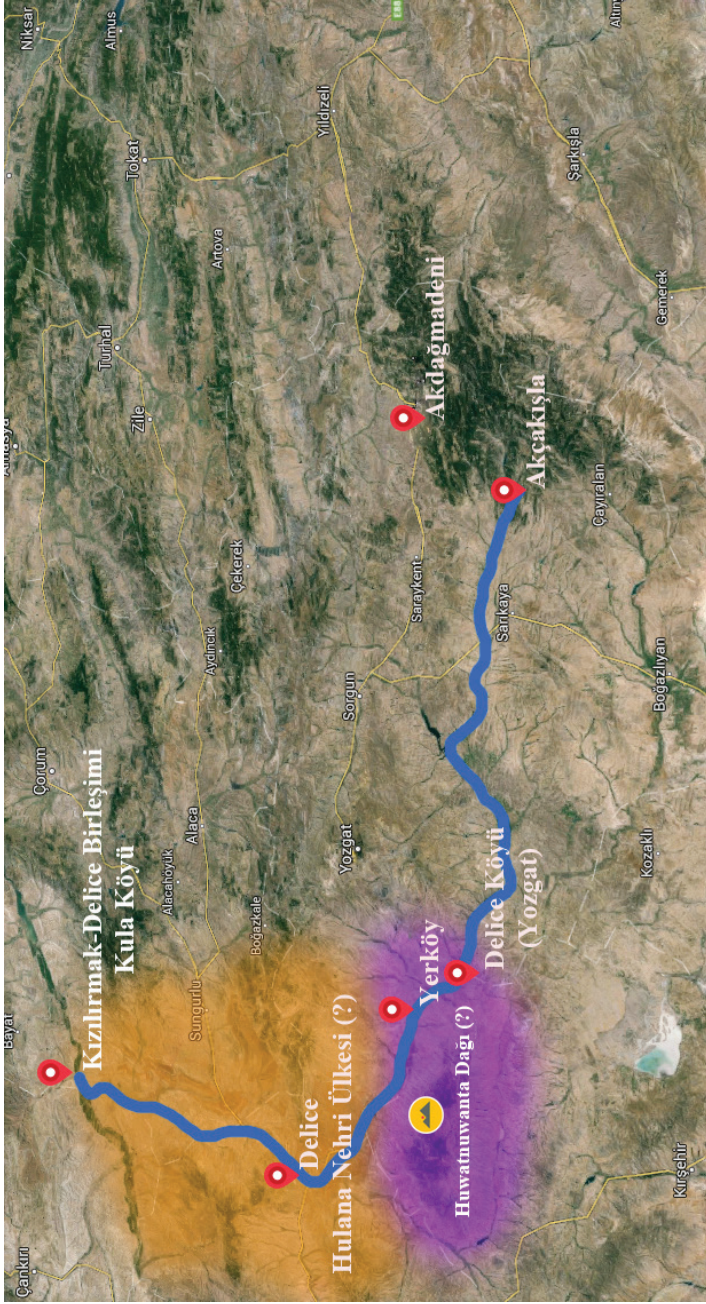 Çankırı
Bayat
Çorum
Niksar
Almus
Kızılırmak-Delice Birleşimi
Kula Köyü
Turhal
Zile
Tokat
Alacahöyük
Alaca
Sungurlu
Aydıncık
Artova
Çekerek
Boğazkale
Delice
Hulana Nehri Ülkesi (?)
Yozgat
Sorgun
Yıldızeli
E88
Yerköy
Saraykent
Akdağmadeni
Huwatnuwanta Dağı (?)
Delice Köyü
(Yozgat)
Sarıkaya
Akçakışla
Şarkışla
Çayıralan
Kozaklı
Boğazlıyan
Gemerek
Kırşehir